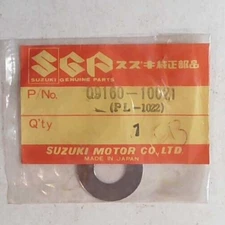 SGP スズキ純正部品
SUZUKI GENUINE PARTS
P/No. 09160-10021
(PL-1022)
Q'ty 1
SUZUKI MOTOR CO., LTD
MADE IN JAPAN